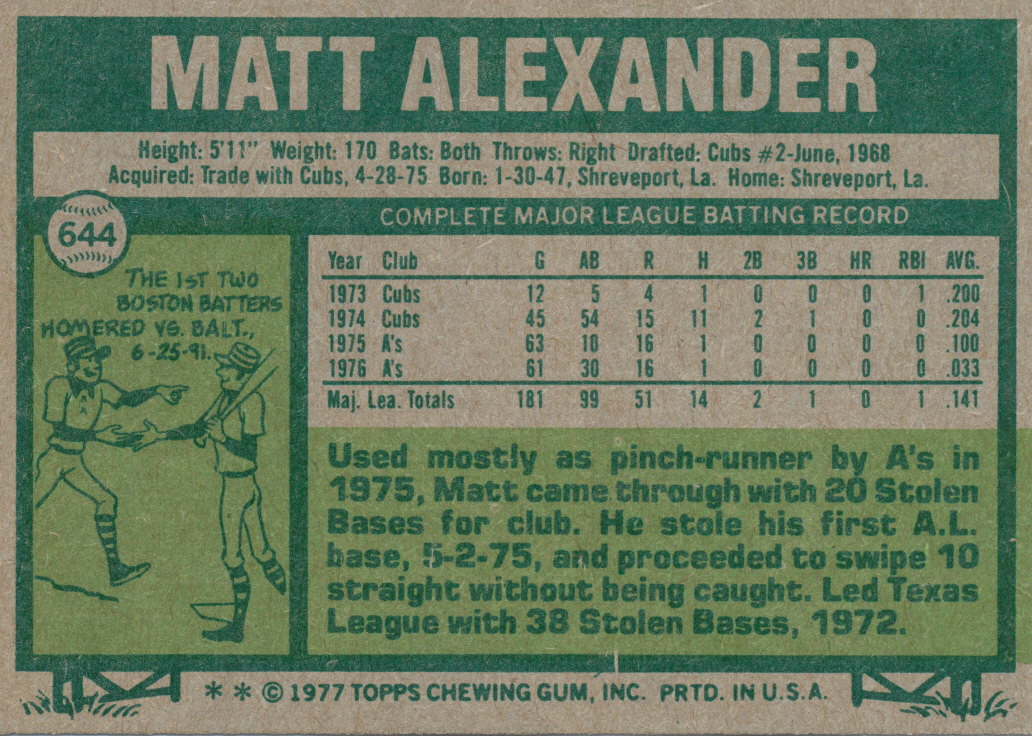 MATT ALEXANDER
Height: 5'11" Weight: 170 Bats: Both Throws: Right Drafted: Cubs #2-June, 1968
Acquired: Trade with Cubs, 4-28-75 Born: 1-30-47, Shreveport, La. Home: Shreveport, La.
644
THE 1ST TWO
BOSTON BATTERS
HOMERED VS. BALT.,
6-25-91.
COMPLETE MAJOR LEAGUE BATTING RECORD
Year Club G AB R H 2B 3B HR RBI AVG.
1973 Cubs 12 5 4 1 0 0 0 1 .200
1974 Cubs 45 54 15 11 2 1 0 0 .204
1975 A's 63 10 16 1 0 0 0 0 .100
1976 A's 61 30 16 1 0 0 0 0 .033
Maj. Lea. Totals 181 99 51 14 2 1 0 1 .141
Used mostly as pinch-runner by A's in
1975, Matt came through with 20 Stolen
Bases for club. He stole his first A.L.
base, 5-2-75, and proceeded to swipe 10
straight without being caught. Led Texas
League with 38 Stolen Bases, 1972.
* * © 1977 TOPPS CHEWING GUM, INC. PRTD. IN U.S.A.